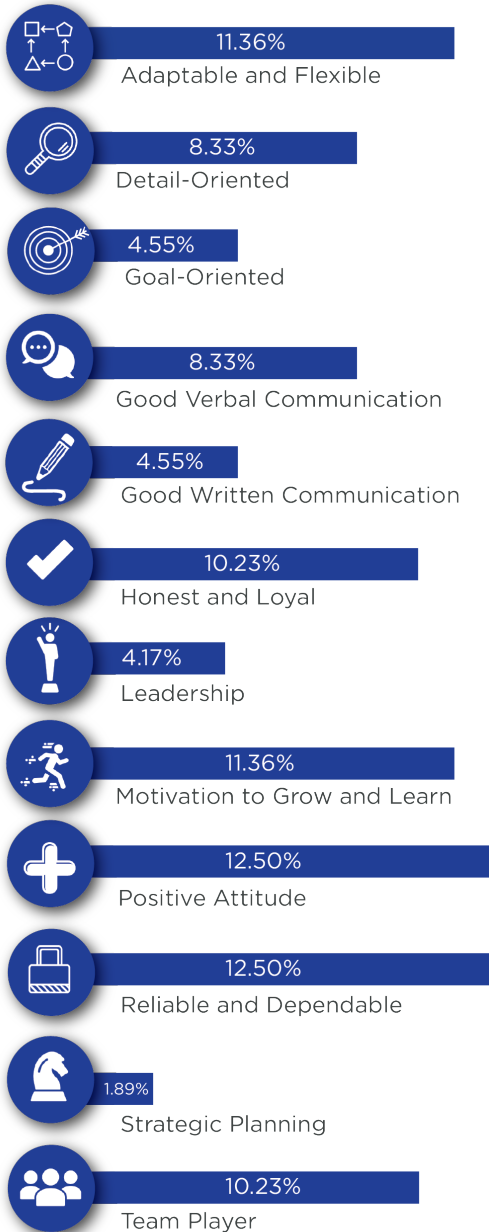 11.36%
Adaptable and Flexible
8.33%
Detail-Oriented
4.55%
Goal-Oriented
8.33%
Good Verbal Communication
4.55%
Good Written Communication
10.23%
Honest and Loyal
4.17%
Leadership
11.36%
Motivation to Grow and Learn
12.50%
Positive Attitude
12.50%
Reliable and Dependable
1.89%
Strategic Planning
10.23%
Team Player